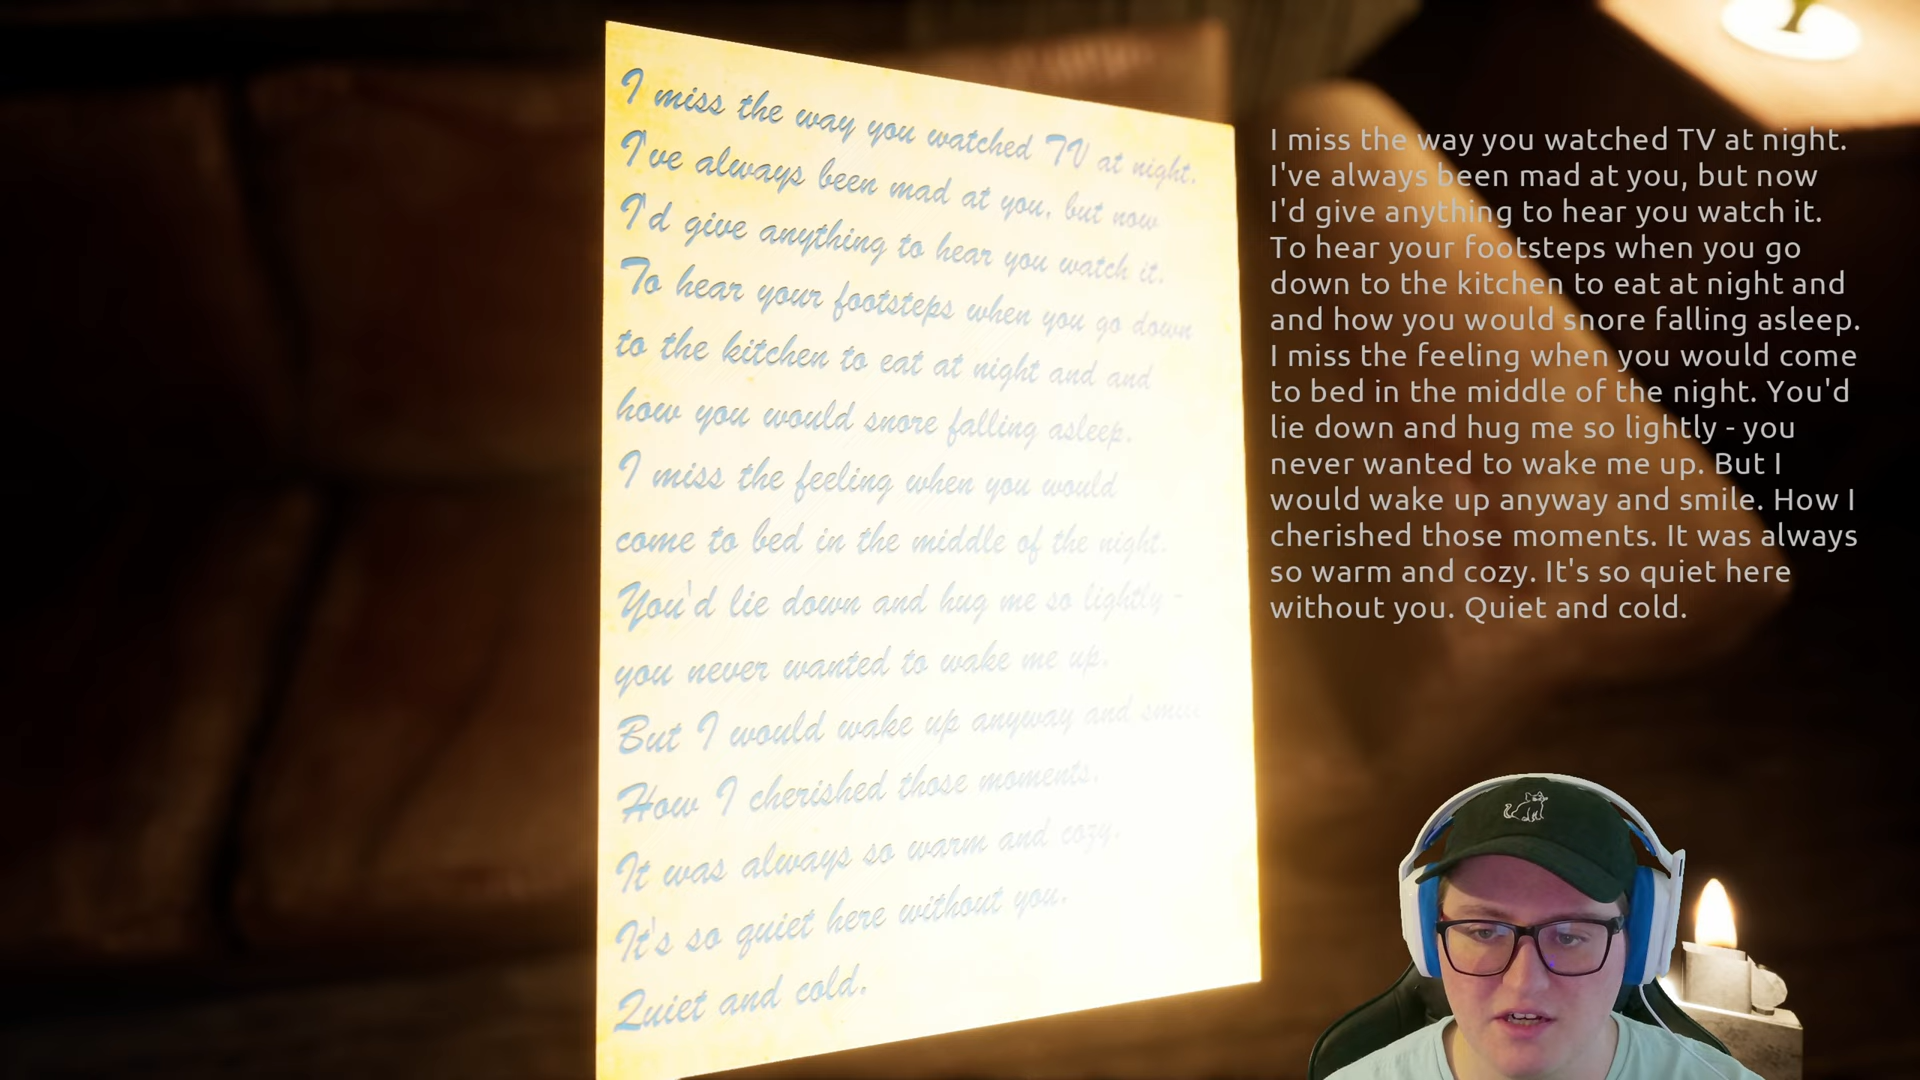 I miss the way you watched TV at night.
I've always been mad at you, but now
I'd give anything to hear you watch it.
To hear your footsteps when you go down
to the kitchen to eat at night and and
how you would snore falling asleep.
I miss the feeling when you would
come to bed in the middle of the night.
You'd lie down and hug me so lightly -
you never wanted to wake me up.
But I would wake up anyway and smile
How I cherished those moments.
It was always so warm and cozy.
It's so quiet here without you.
Quiet and cold.
I miss the way you watched TV at night.
I've always been mad at you, but now
I'd give anything to hear you watch it.
To hear your footsteps when you go
down to the kitchen to eat at night and
and how you would snore falling asleep.
I miss the feeling when you would come
to bed in the middle of the night. You'd
lie down and hug me so lightly - you
never wanted to wake me up. But I
would wake up anyway and smile. How I
cherished those moments. It was always
so warm and cozy. It's so quiet here
without you. Quiet and cold.